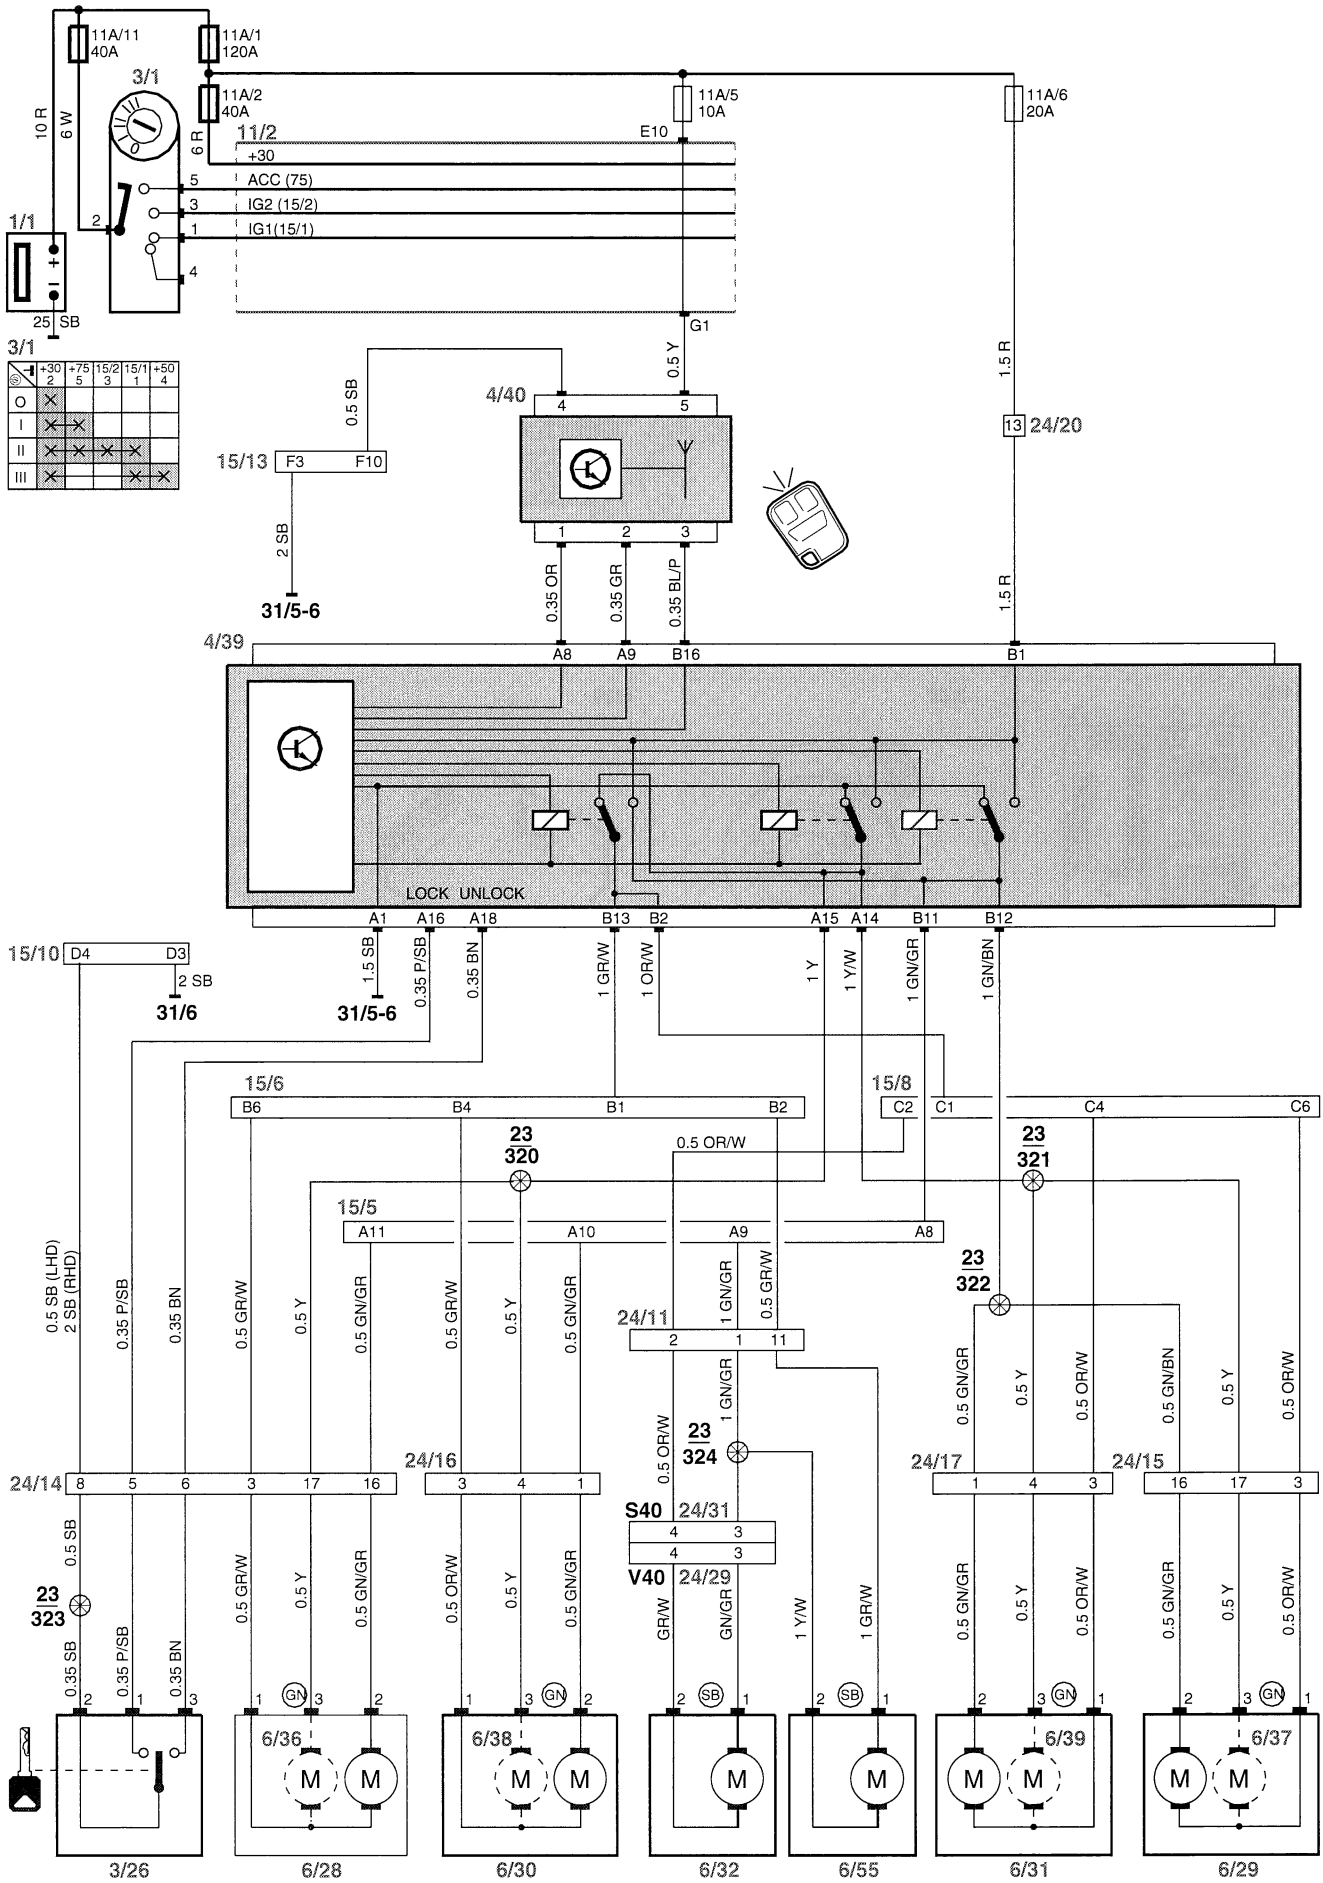 11A/11
40A
11A/1
120A
3/1
11A/2
40A
11A/5
10A
11A/6
20A
10 R
6 W
6 R
O
11/2
E10
+30
5 ACC (75)
3 IG2 (15/2)
1 IG1(15/1)
2
4
1/1
+
−
25 SB
G1
3/1
+30 +75 15/2 15/1 +50
2 5 3 1 4
O
I
II
III
0.5 SB
0.5 Y
1.5 R
4/40
4 5
13 24/20
15/13 F3 F10
1 2 3
2 SB
31/5-6
0.35 OR
0.35 GR
0.35 BL/P
1.5 R
4/39
A8 A9 B16 B1
LOCK UNLOCK
A1 A16 A18 B13 B2 A15 A14 B11 B12
15/10 D4 D3
2 SB
31/6
1.5 SB
31/5-6
0.35 P/SB
0.35 BN
1 GR/W
1 OR/W
1 Y
1 Y/W
1 GN/GR
1 GN/BN
15/6
B6 B4 B1 B2
15/8
C2 C1 C4 C6
23
320
0.5 OR/W
23
321
15/5
A11 A10 A9 A8
23
322
0.5 SB (LHD)
2 SB (RHD)
0.35 P/SB
0.35 BN
0.5 GR/W
0.5 Y
0.5 GN/GR
0.5 GR/W
0.5 Y
0.5 GN/GR
1 GN/GR
0.5 GR/W
24/11
2 1 11
0.5 OR/W
1 GN/GR
23
324
0.5 GN/GR
0.5 Y
0.5 OR/W
0.5 GN/BN
0.5 Y
0.5 OR/W
24/14 8 5 6 3 17 16
24/16
3 4 1
24/17
1 4 3
24/15
16 17 3
S40 24/31
4 3
4 3
V40 24/29
0.5 SB
23
323
0.35 SB
0.35 P/SB
0.35 BN
0.5 GR/W
0.5 Y
0.5 GN/GR
0.5 OR/W
0.5 Y
0.5 GN/GR
GR/W
GN/GR
1 Y/W
1 GR/W
0.5 GN/GR
0.5 Y
0.5 OR/W
0.5 GN/GR
0.5 Y
0.5 OR/W
2 1 3
1 GN 3 2
1 3 GN 2
2 SB 1
2 SB 1
2 3 GN 1
2 3 GN 1
6/36
6/38
6/39
6/37
M M
M M
M
M
M M
M M
3/26 6/28 6/30 6/32 6/55 6/31 6/29